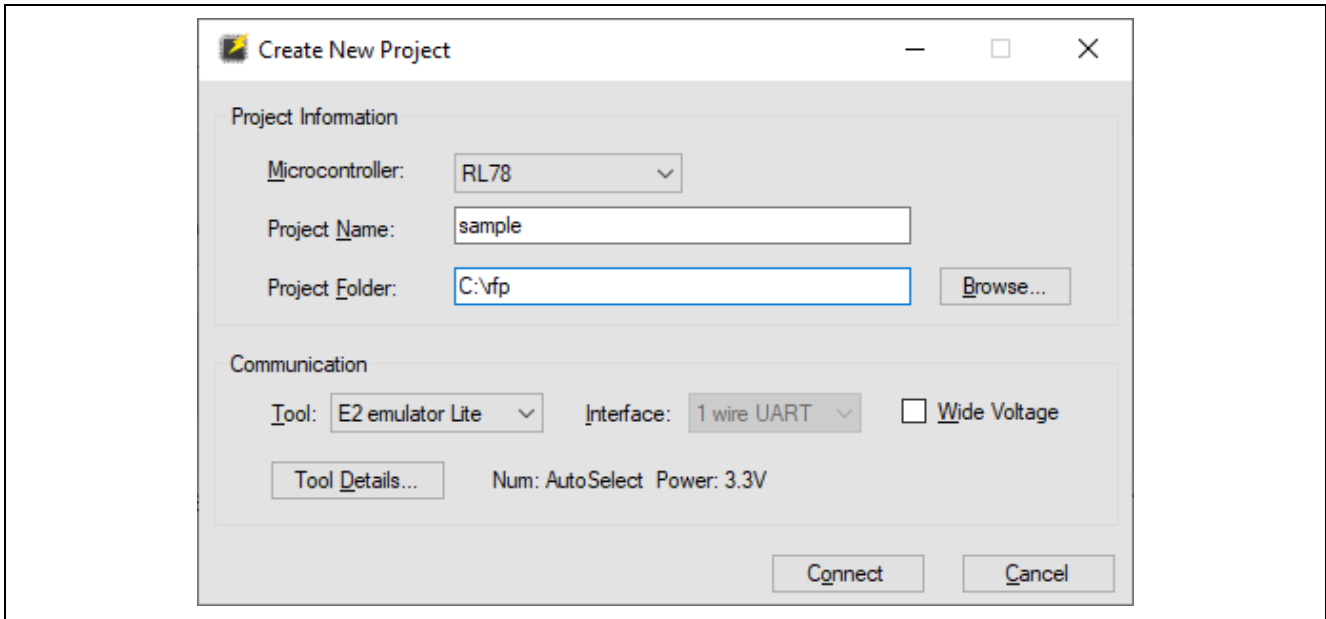 Create New Project
Project Information
Microcontroller: RL78
Project Name: sample
Project Folder: C:\rfp Browse...
Communication
Tool: E2 emulator Lite Interface: 1 wire UART Wide Voltage
Tool Details... Num: AutoSelect Power: 3.3V
Connect Cancel